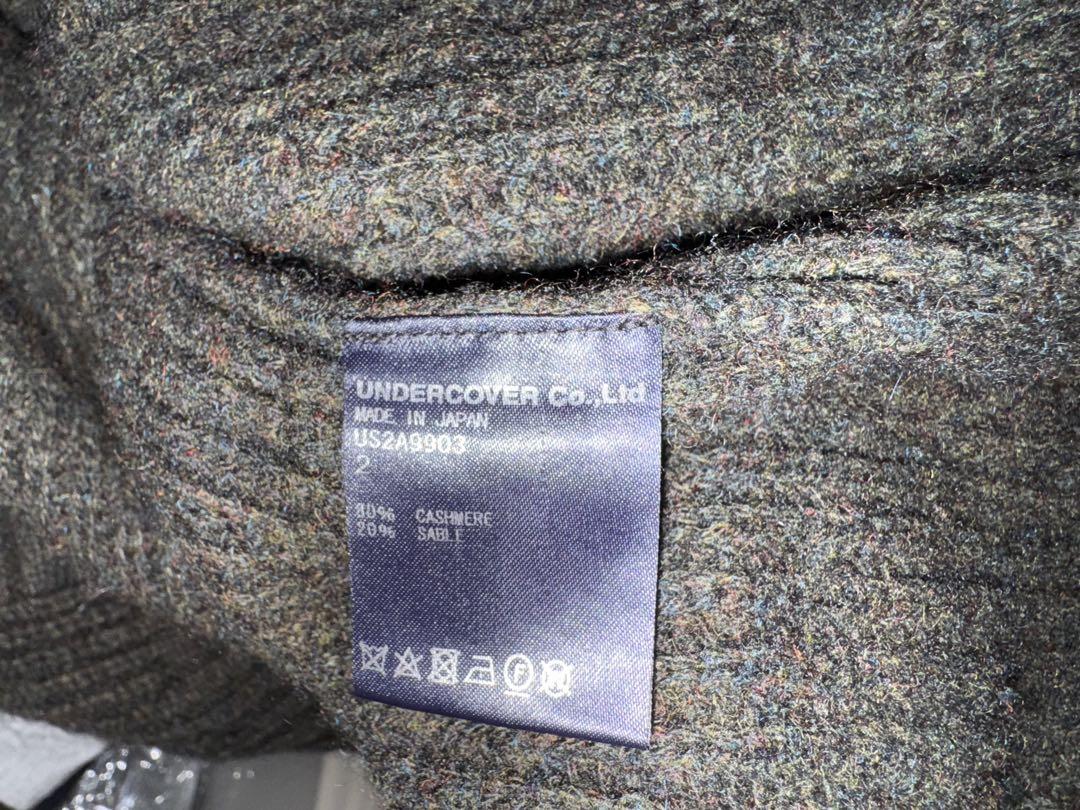 UNDERCOVER Co.,Ltd
MADE IN JAPAN
US2A9903
2
80% CASHMERE
20% SABLE
F
W